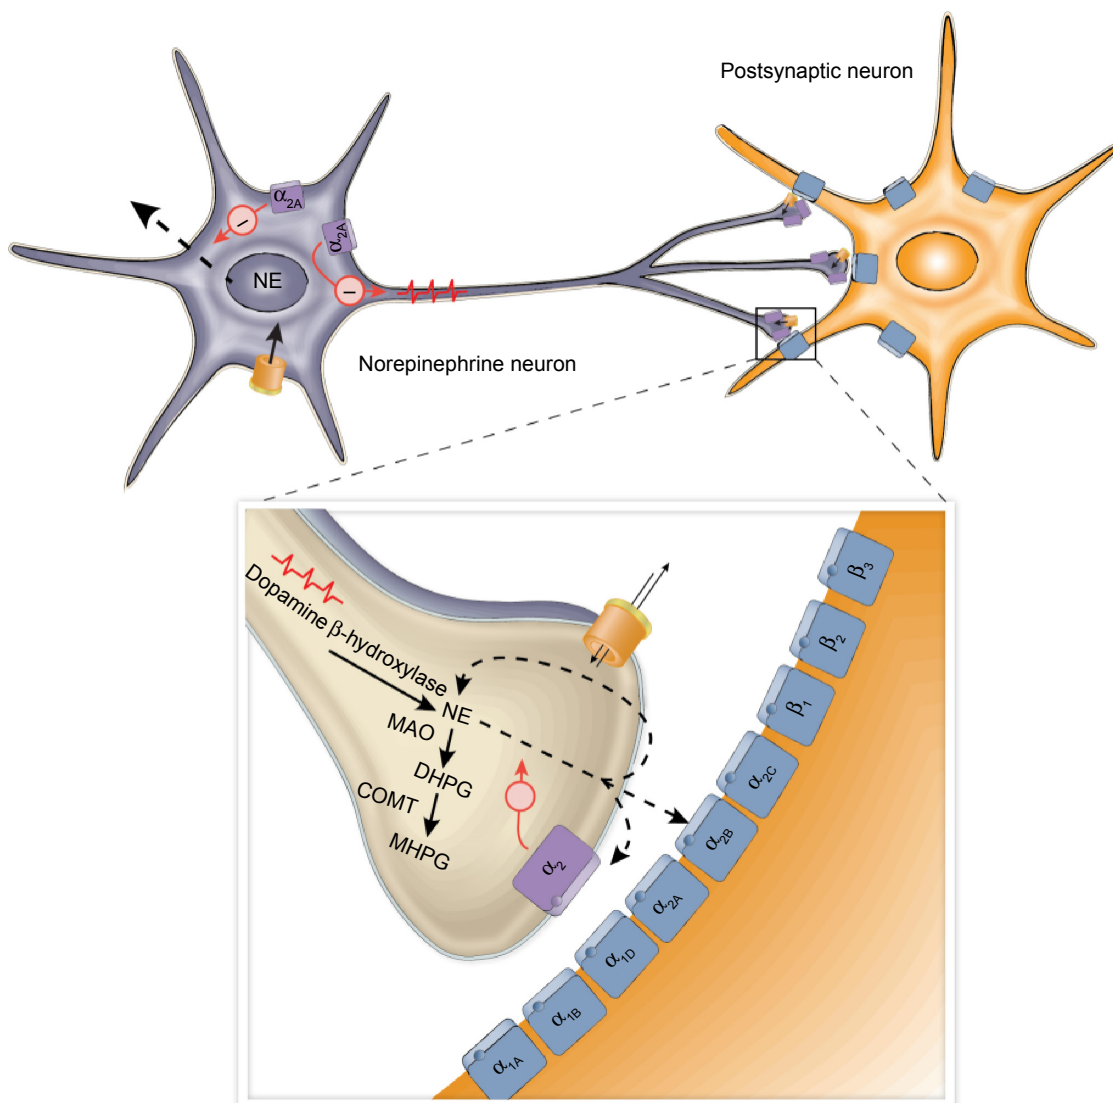 Postsynaptic neuron
α2A
–
α2A
NE
–
Norepinephrine neuron
Dopamine β-hydroxylase
NE
MAO
DHPG
COMT
MHPG
α2
β3
β2
β1
α2C
α2B
α2A
α1D
α1B
α1A